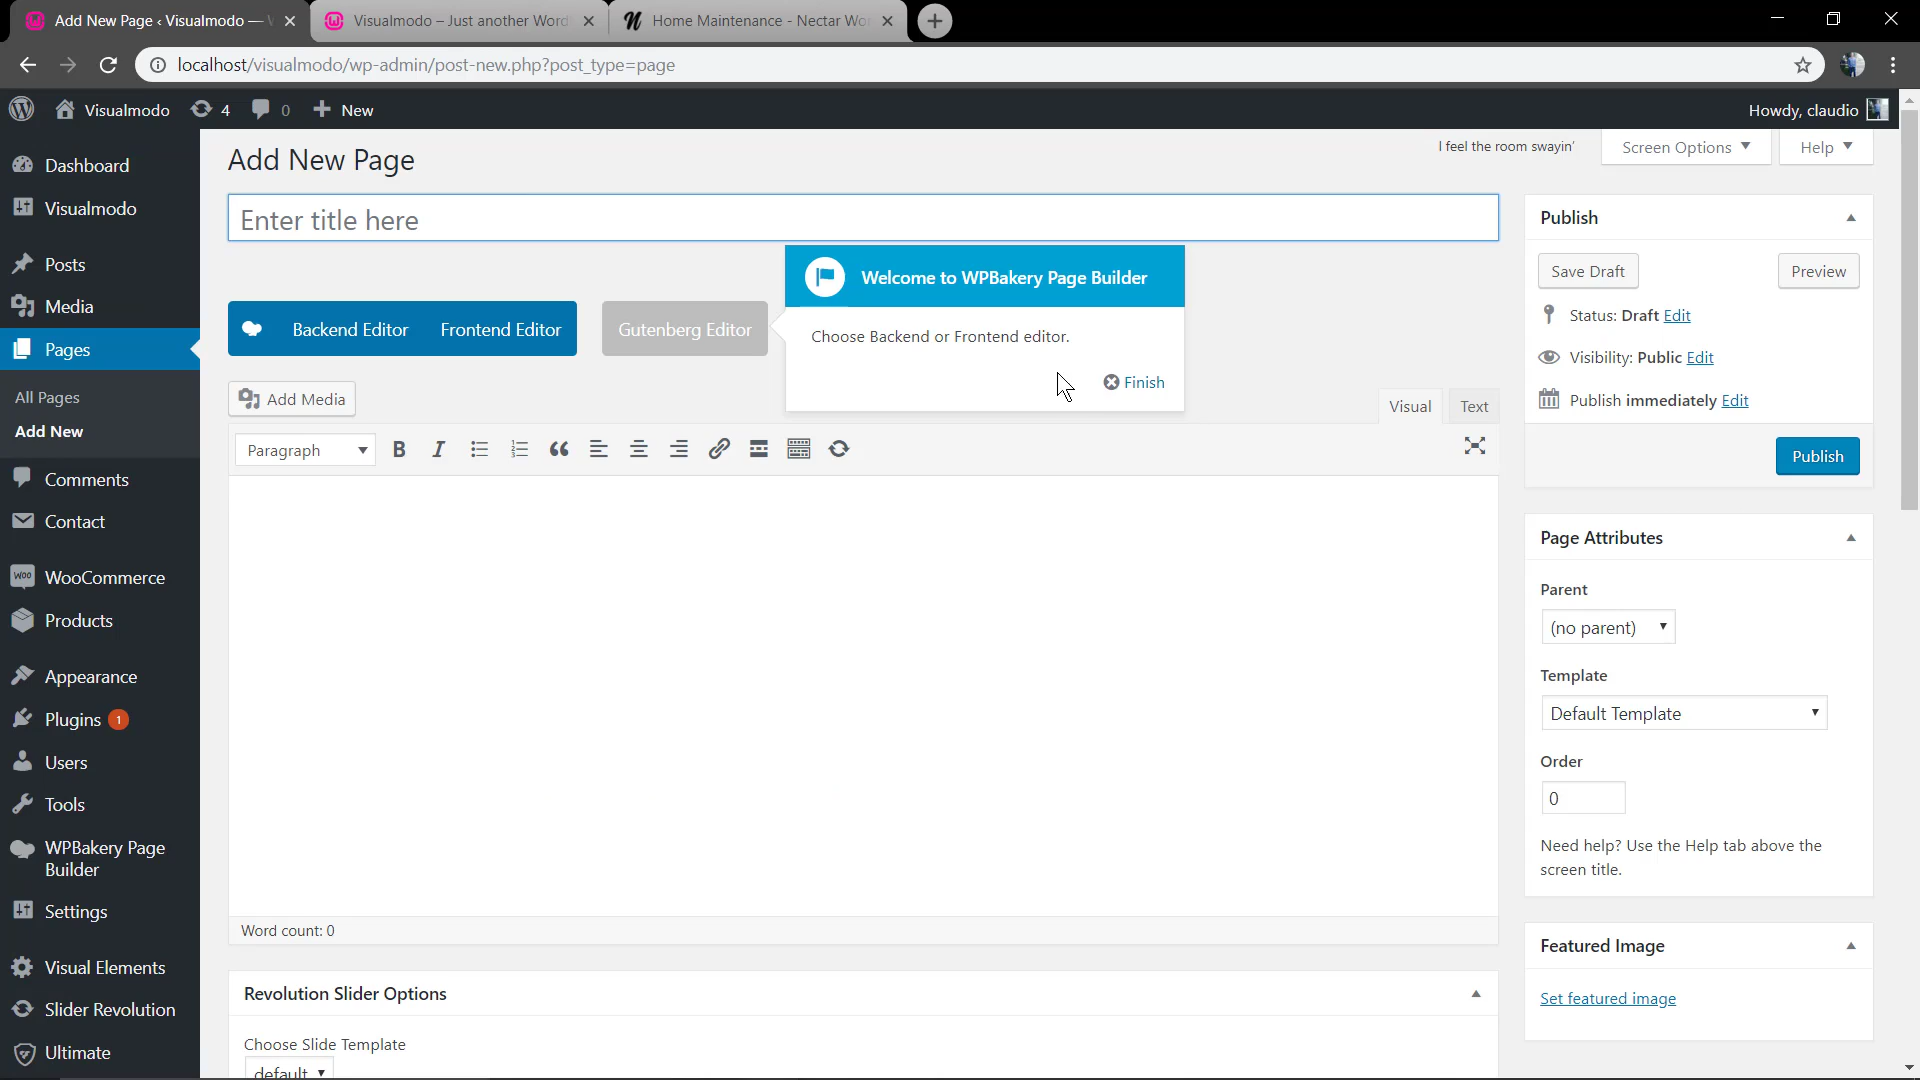 Add New Page ‹ Visualmodo —
Visualmodo – Just another Word
Home Maintenance - Nectar Wo
localhost/visualmodo/wp-admin/post-new.php?post_type=page
Visualmodo
4
0
New
Howdy, claudio
Dashboard
Visualmodo
Posts
Media
Pages
All Pages
Add New
Comments
Contact
WooCommerce
Products
Appearance
Plugins 1
Users
Tools
WPBakery Page
Builder
Settings
Visual Elements
Slider Revolution
Ultimate
Add New Page
I feel the room swayin'
Screen Options
Help
Enter title here
Backend Editor
Frontend Editor
Gutenberg Editor
Welcome to WPBakery Page Builder
Choose Backend or Frontend editor.
Finish
Add Media
Visual
Text
Paragraph
B I
Word count: 0
Revolution Slider Options
Choose Slide Template
default
Publish
Save Draft
Preview
Status: Draft Edit
Visibility: Public Edit
Publish immediately Edit
Publish
Page Attributes
Parent
(no parent)
Template
Default Template
Order
0
Need help? Use the Help tab above the
screen title.
Featured Image
Set featured image